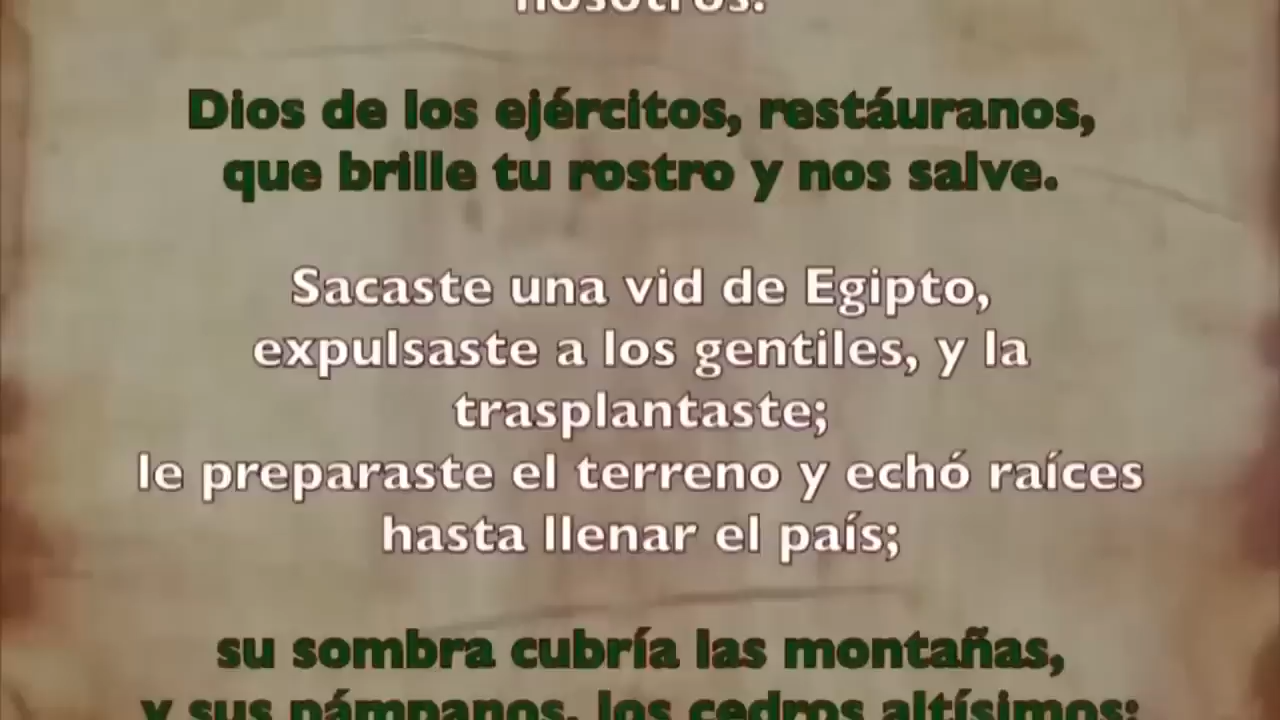 nosotros.
Dios de los ejércitos, restáuranos,
que brille tu rostro y nos salve.
Sacaste una vid de Egipto,
expulsaste a los gentiles, y la
trasplantaste;
le preparaste el terreno y echó raíces
hasta llenar el país;
su sombra cubría las montañas,
y sus pámpanos, los cedros altísimos;